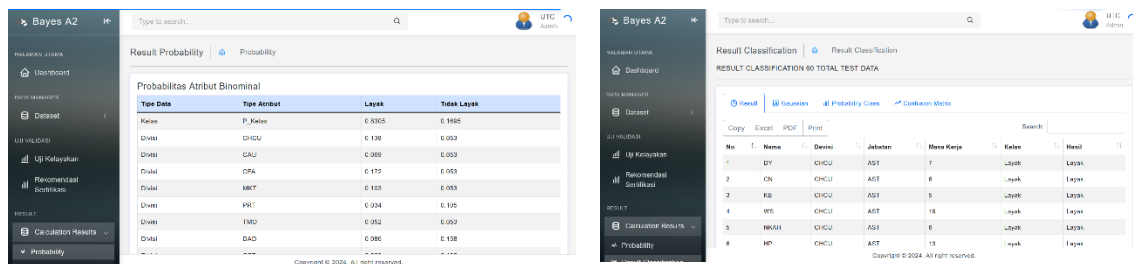 Bayes A2
Type to search...
UTC
Admin
HALAMAN UTAMA
Dashboard
DATA MANAGER
Dataset
UJI VALIDASI
Uji Kelayakan
Rekomendasi
Sertifikasi
RESULT
Calculation Results
Probability
Result Probability
Probability
Probabilitas Atribut Binominal
Tipe Data Tipe Atribut Layak Tidak Layak
Kelas P_Kelas 0.8305 0.1695
Divisi CHCU 0.138 0.053
Divisi CAU 0.069 0.053
Divisi CFA 0.172 0.053
Divisi MKT 0.103 0.053
Divisi PRT 0.034 0.105
Divisi TMO 0.052 0.053
Divisi BAD 0.086 0.158
Copyright © 2024. All right reserved.
Bayes A2
Type to search...
UTC
Admin
HALAMAN UTAMA
Dashboard
DATA MANAGER
Dataset
UJI VALIDASI
Uji Kelayakan
Rekomendasi
Sertifikasi
RESULT
Calculation Results
Probability
Result Classification
Result Classification
Result Classification
RESULT CLASSIFICATION 60 TOTAL TEST DATA
Result Gaussian Probability Class Confusion Matrix
Copy Excel PDF Print
Search:
No Nama Devisi Jabatan Masa Kerja Kelas Hasil
1 DY CHCU AST 7 Layak Layak
2 CN CHCU AST 6 Layak Layak
3 KB CHCU AST 5 Layak Layak
4 WS CHCU AST 16 Layak Layak
5 NKAH CHCU AST 6 Layak Layak
6 HP CHCU AST 13 Layak Layak
Copyright © 2024. All right reserved.